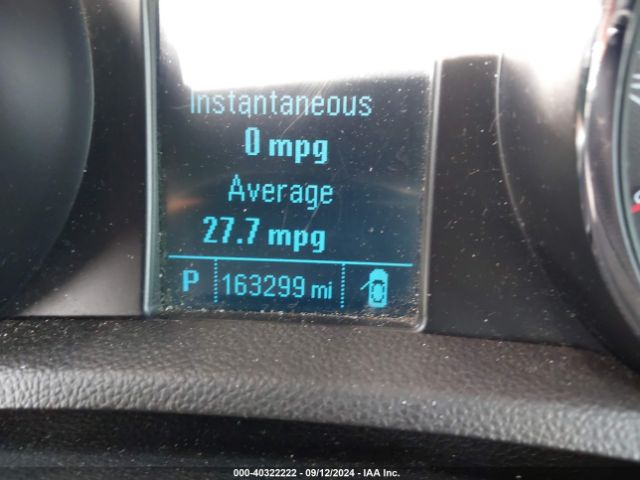 Instantaneous
0 mpg
Average
27.7 mpg
P 163299 mi
000-40322222 - 09/12/2024 - IAA Inc.